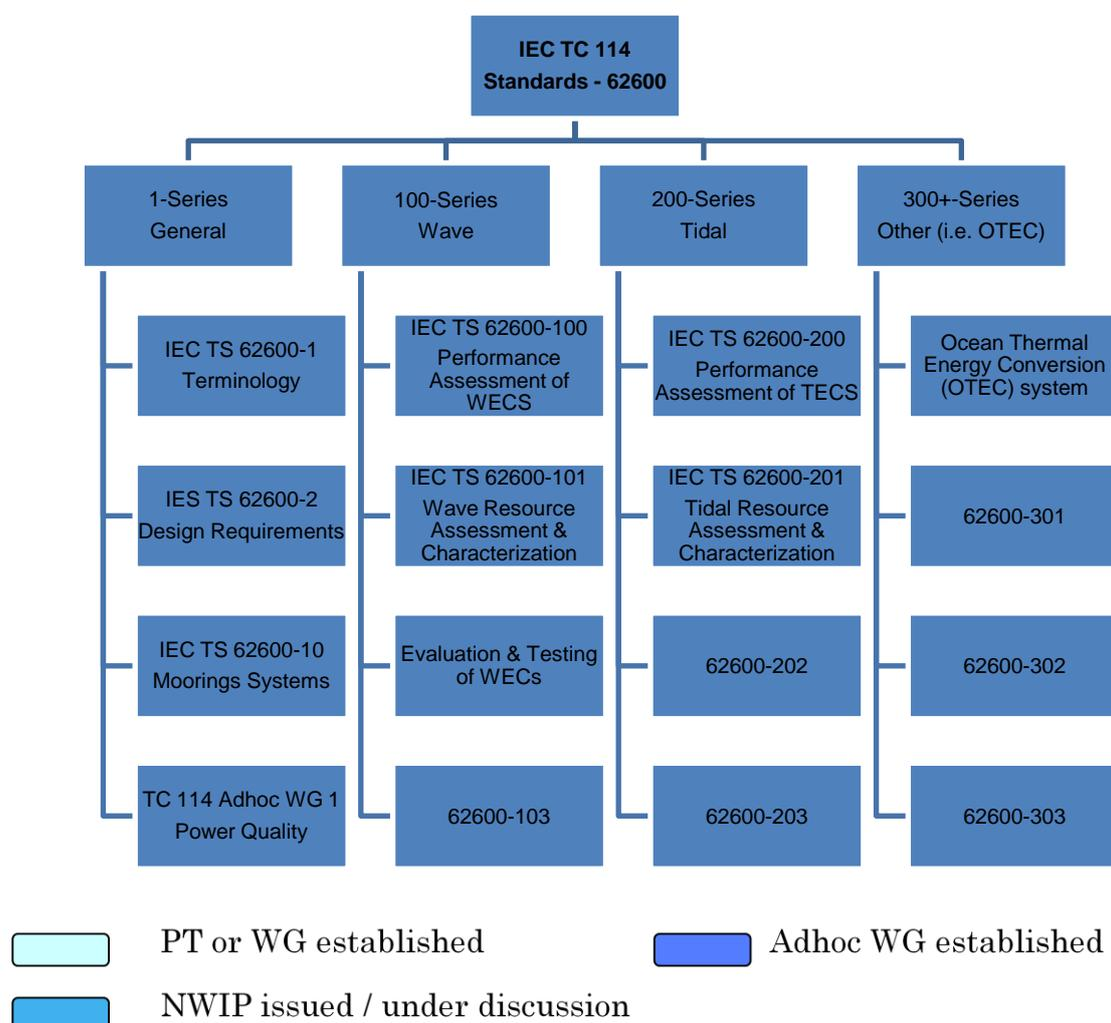 IEC TC 114
Standards - 62600
1-Series
General
100-Series
Wave
200-Series
Tidal
300+-Series
Other (i.e. OTEC)
IEC TS 62600-1
Terminology
IES TS 62600-2
Design Requirements
IEC TS 62600-10
Moorings Systems
TC 114 Adhoc WG 1
Power Quality
IEC TS 62600-100
Performance
Assessment of
WECS
IEC TS 62600-101
Wave Resource
Assessment &
Characterization
Evaluation & Testing
of WECs
62600-103
IEC TS 62600-200
Performance
Assessment of TECS
IEC TS 62600-201
Tidal Resource
Assessment &
Characterization
62600-202
62600-203
Ocean Thermal
Energy Conversion
(OTEC) system
62600-301
62600-302
62600-303
PT or WG established
Adhoc WG established
NWIP issued / under discussion